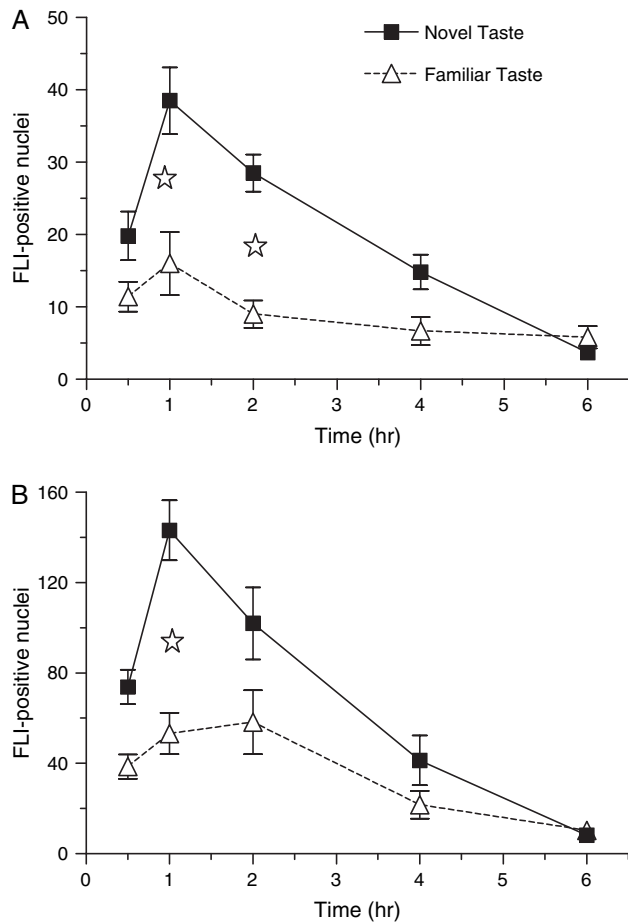 A
50
40
30
20
10
0
FLI-positive nuclei
Novel Taste
Familiar Taste
0 1 2 3 4 5 6
Time (hr)
B
160
120
80
40
0
FLI-positive nuclei
0 1 2 3 4 5 6
Time (hr)